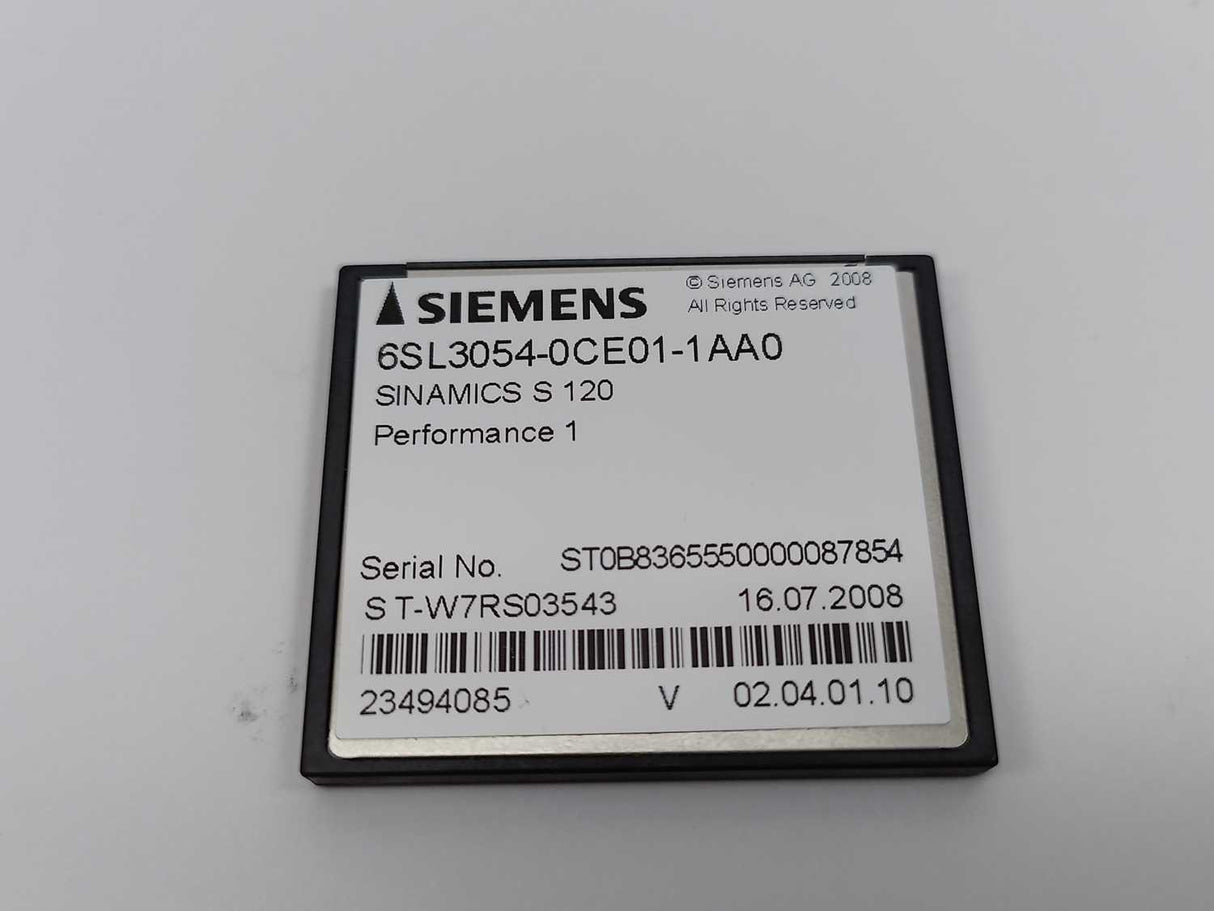 SIEMENS
© Siemens AG 2008
All Rights Reserved
6SL3054-0CE01-1AA0
SINAMICS S 120
Performance 1
Serial No. ST0B8365550000087854
S T-W7RS03543 16.07.2008
23494085 V 02.04.01.10